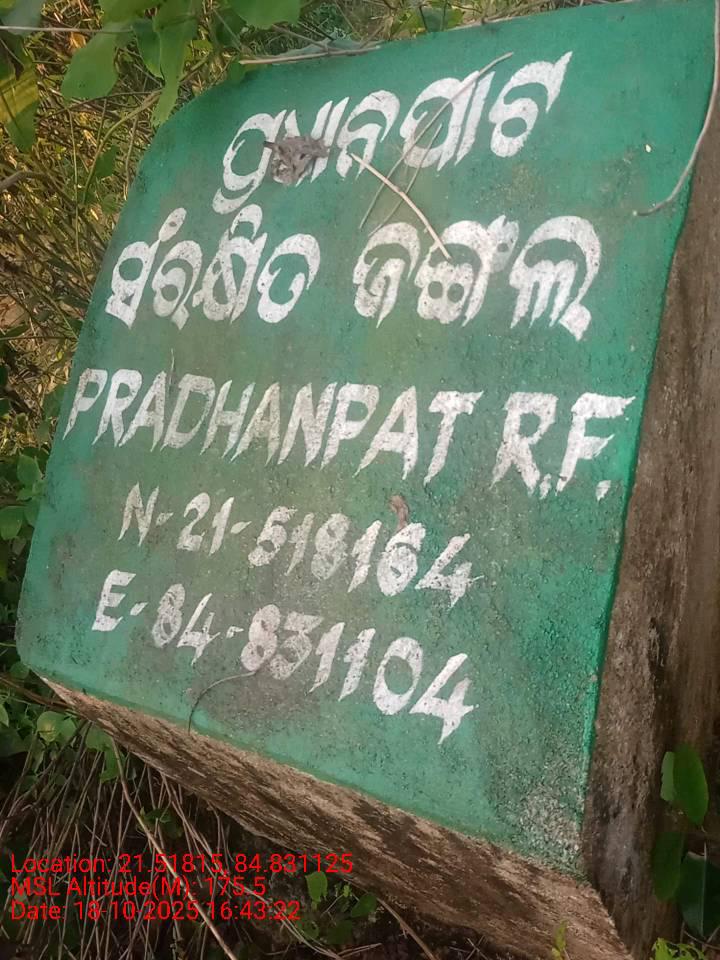 ପ୍ରଧାନପାଟ
ସଂରକ୍ଷିତ ଜଙ୍ଗଲ
PRADHANPAT R.F.
N-21-518164
E-84-831104
Location: 21.51815, 84.831125
MSL Altitude(M): 175.5
Date: 18-10-2025 16:43:22